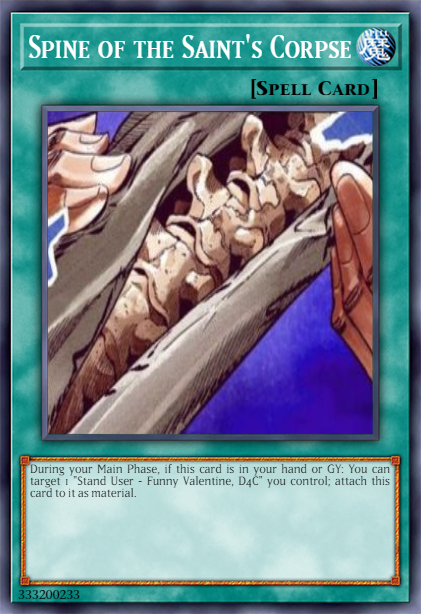 Spine of the Saint's Corpse 魔
[Spell Card]
During your Main Phase, if this card is in your hand or GY: You can
target 1 "Stand User - Funny Valentine, D4C" you control; attach this
card to it as material.
333200233